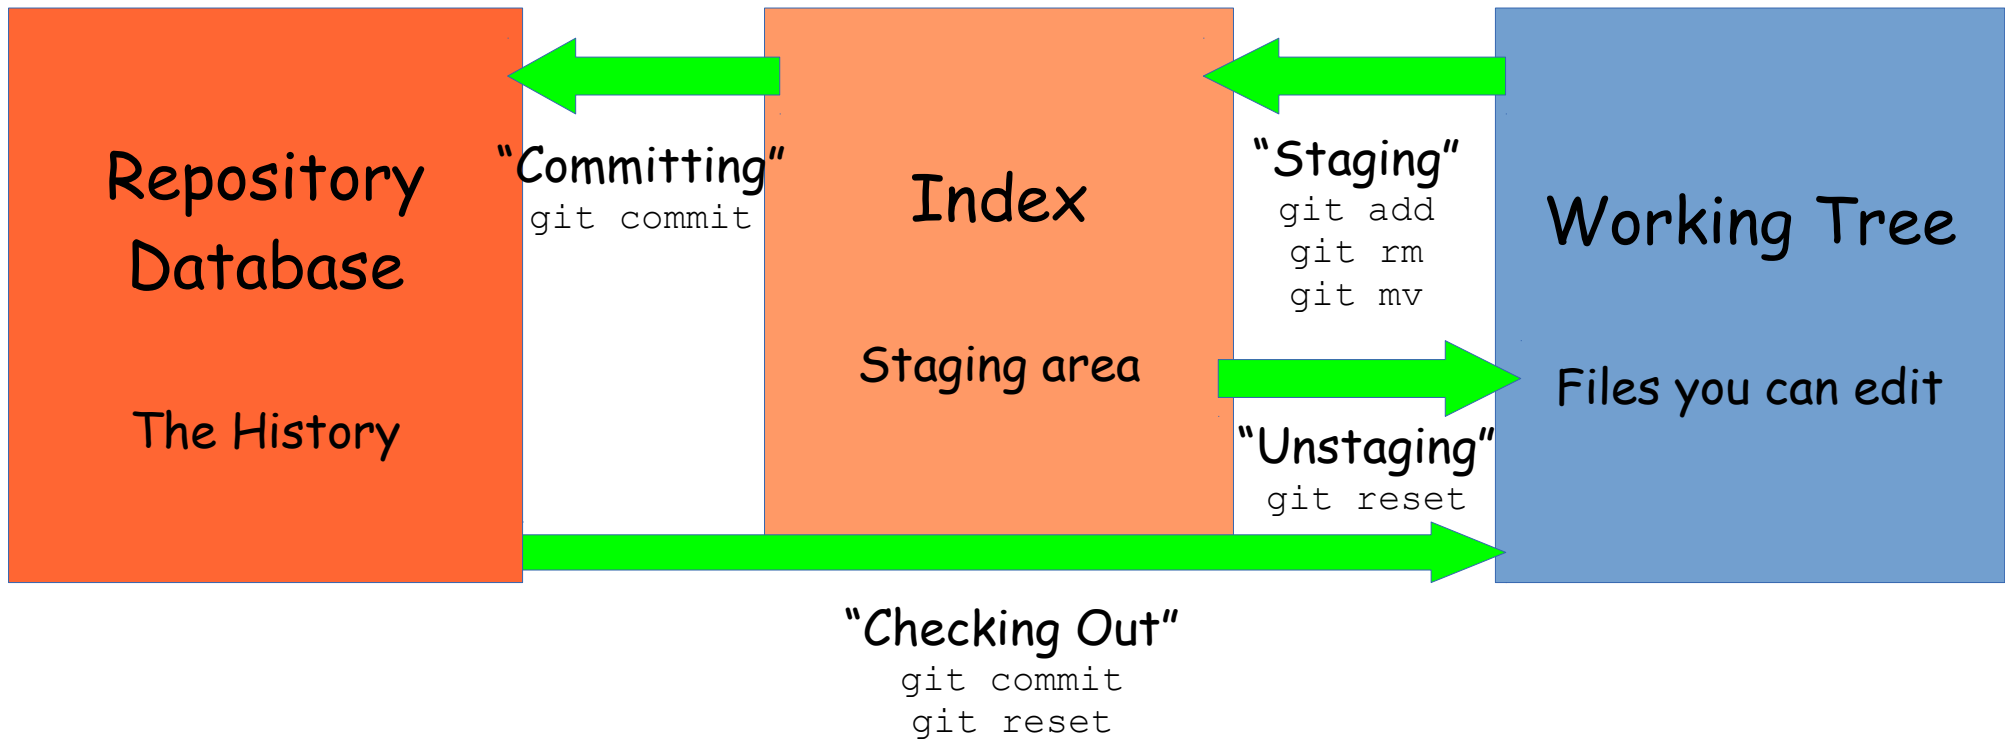 Repository
Database
The History
“Committing”
git commit
Index
Staging area
“Staging”
git add
git rm
git mv
“Unstaging”
git reset
Working Tree
Files you can edit
“Checking Out”
git commit
git reset